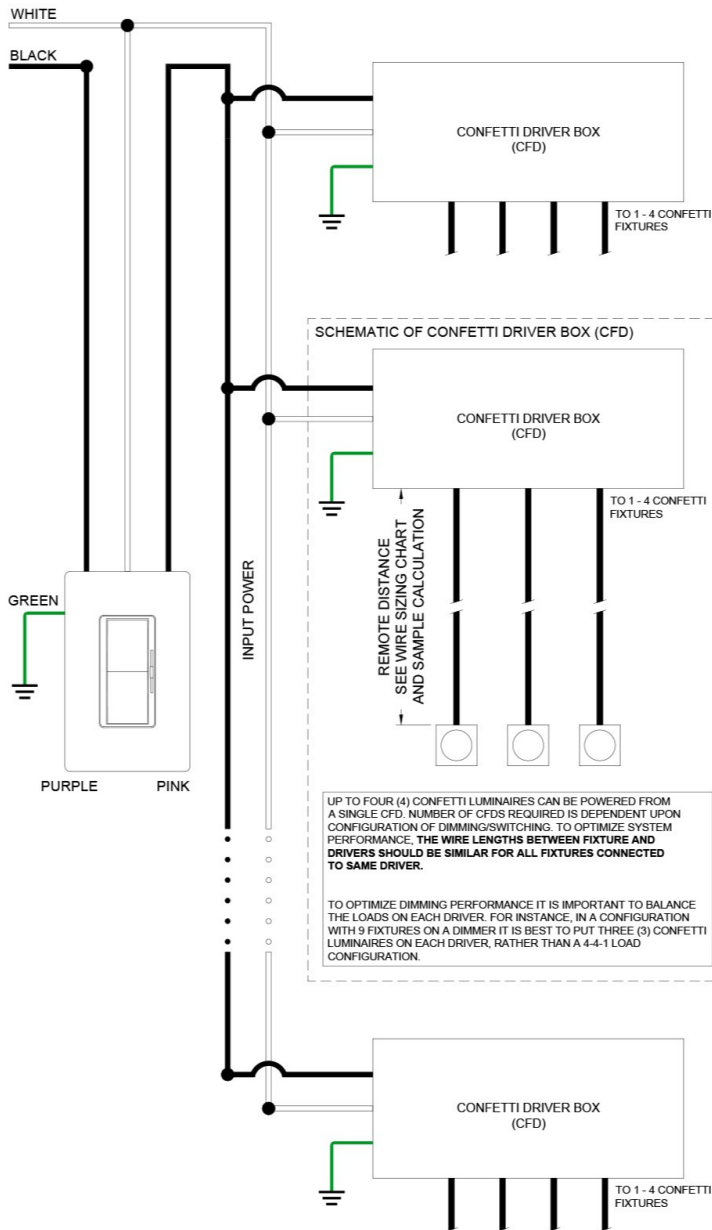 WHITE
BLACK
CONFETTI DRIVER BOX
(CFD)
TO 1 - 4 CONFETTI
FIXTURES
SCHEMATIC OF CONFETTI DRIVER BOX (CFD)
CONFETTI DRIVER BOX
(CFD)
TO 1 - 4 CONFETTI
FIXTURES
REMOTE DISTANCE
SEE WIRE SIZING CHART
AND SAMPLE CALCULATION
INPUT POWER
GREEN
PURPLE
PINK
UP TO FOUR (4) CONFETTI LUMINAIRES CAN BE POWERED FROM
A SINGLE CFD. NUMBER OF CFDS REQUIRED IS DEPENDENT UPON
CONFIGURATION OF DIMMING/SWITCHING. TO OPTIMIZE SYSTEM
PERFORMANCE, THE WIRE LENGTHS BETWEEN FIXTURE AND
DRIVERS SHOULD BE SIMILAR FOR ALL FIXTURES CONNECTED
TO SAME DRIVER.
TO OPTIMIZE DIMMING PERFORMANCE IT IS IMPORTANT TO BALANCE
THE LOADS ON EACH DRIVER. FOR INSTANCE, IN A CONFIGURATION
WITH 9 FIXTURES ON A DIMMER IT IS BEST TO PUT THREE (3) CONFETTI
LUMINAIRES ON EACH DRIVER, RATHER THAN A 4-4-1 LOAD
CONFIGURATION.
CONFETTI DRIVER BOX
(CFD)
TO 1 - 4 CONFETTI
FIXTURES